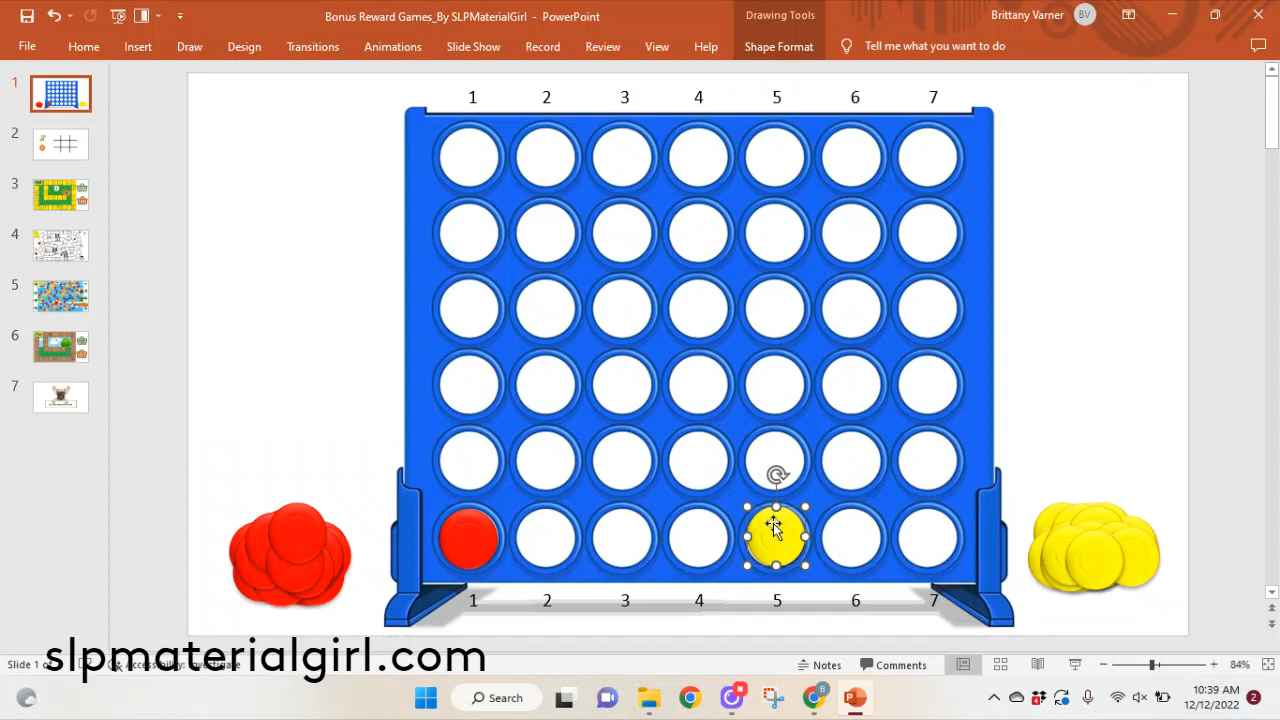 Bonus Reward Games_By SLPMaterialGirl - PowerPoint
Drawing Tools
Brittany Varner
BV
File Home Insert Draw Design Transitions Animations Slide Show Record Review View Help Shape Format Tell me what you want to do
1
2
3
4
5
6
7
1 2 3 4 5 6 7
1 2 3 4 5 6 7
slpmaterialgirl.com
Slide 1 of
Accessibility: Investigate
Notes Comments 84%
Search
10:39 AM
12/12/2022
2